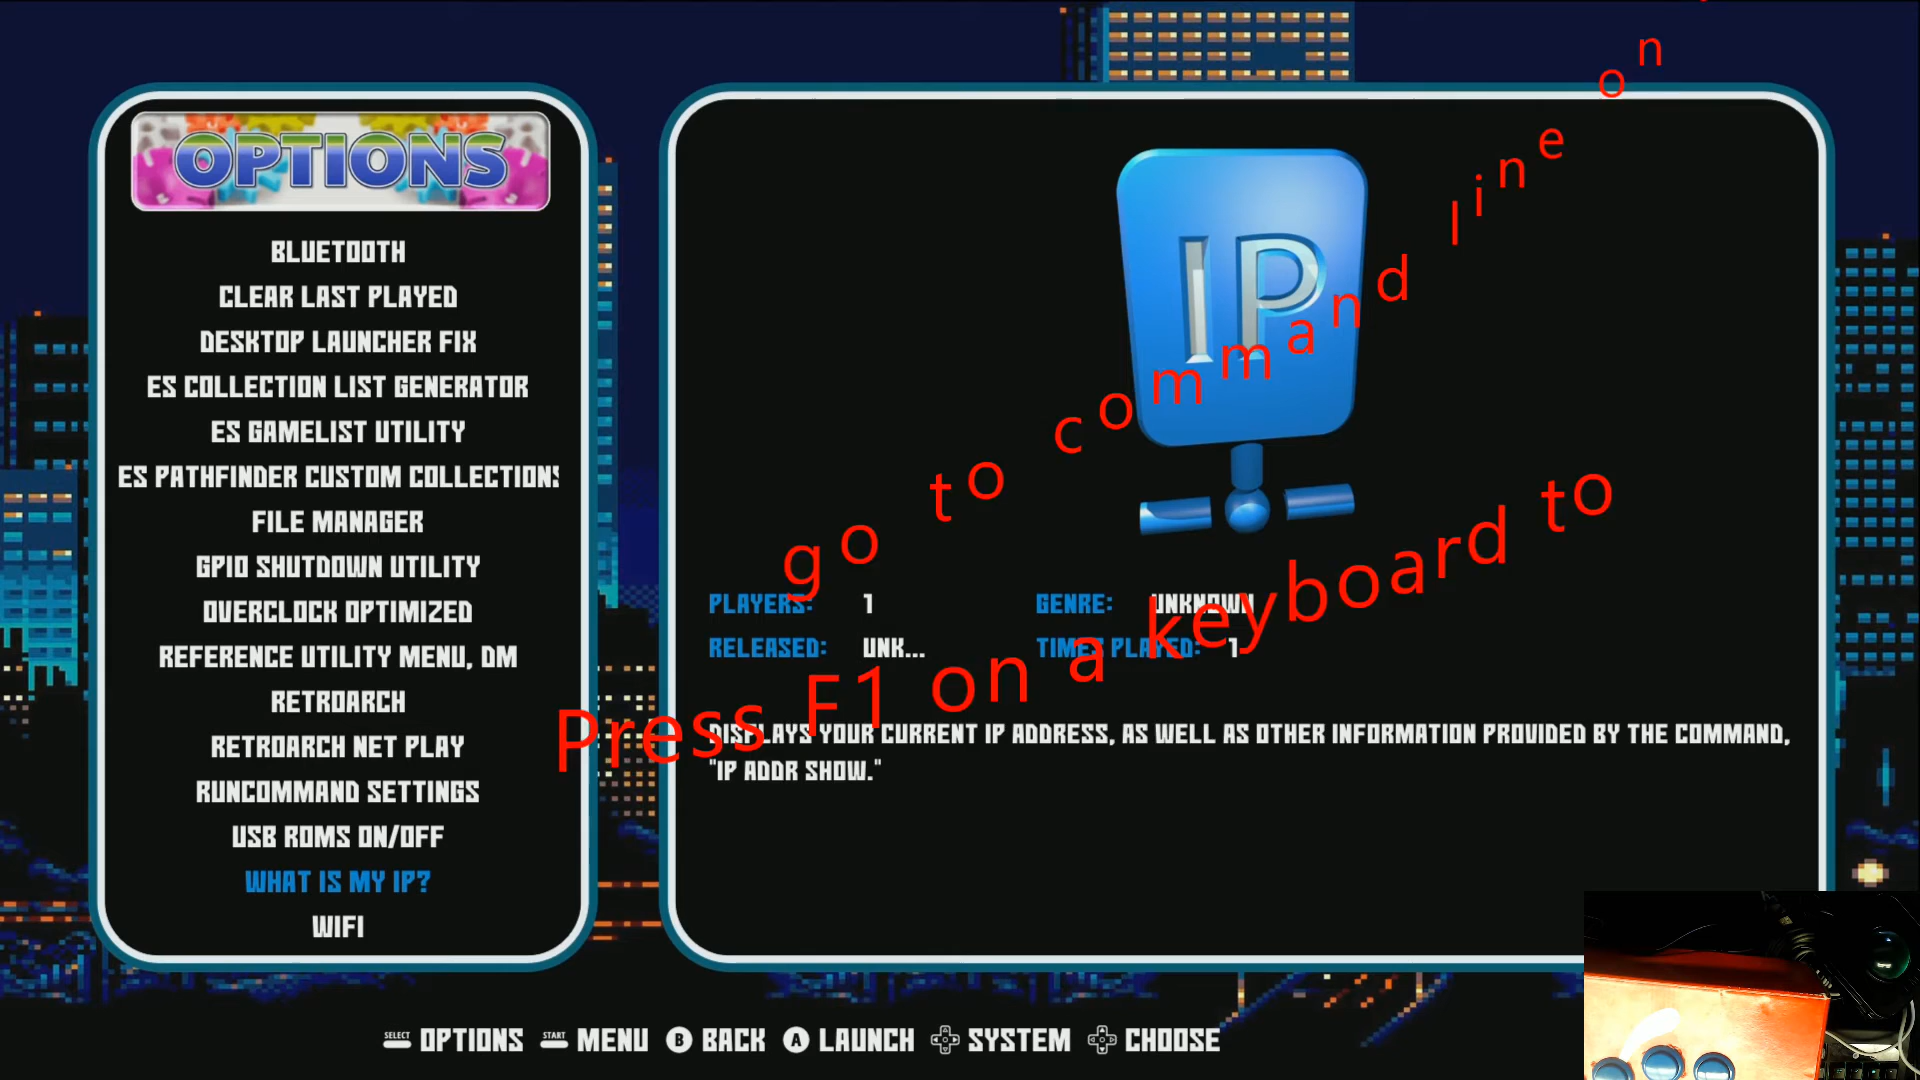 OPTIONS
BLUETOOTH
CLEAR LAST PLAYED
DESKTOP LAUNCHER FIX
ES COLLECTION LIST GENERATOR
ES GAMELIST UTILITY
ES PATHFINDER CUSTOM COLLECTIONS
FILE MANAGER
GPIO SHUTDOWN UTILITY
OVERCLOCK OPTIMIZED
REFERENCE UTILITY MENU, DM
RETROARCH
RETROARCH NET PLAY
RUNCOMMAND SETTINGS
USB ROMS ON/OFF
WHAT IS MY IP?
WIFI
IP
PLAYERS: 1 GENRE: UNKNOWN
RELEASED: UNK... TIMES PLAYED: 1
DISPLAYS YOUR CURRENT IP ADDRESS, AS WELL AS OTHER INFORMATION PROVIDED BY THE COMMAND,
"IP ADDR SHOW."
Press F1 on a keyboard to
go to command line on
SELECT OPTIONS START MENU B BACK A LAUNCH SYSTEM CHOOSE